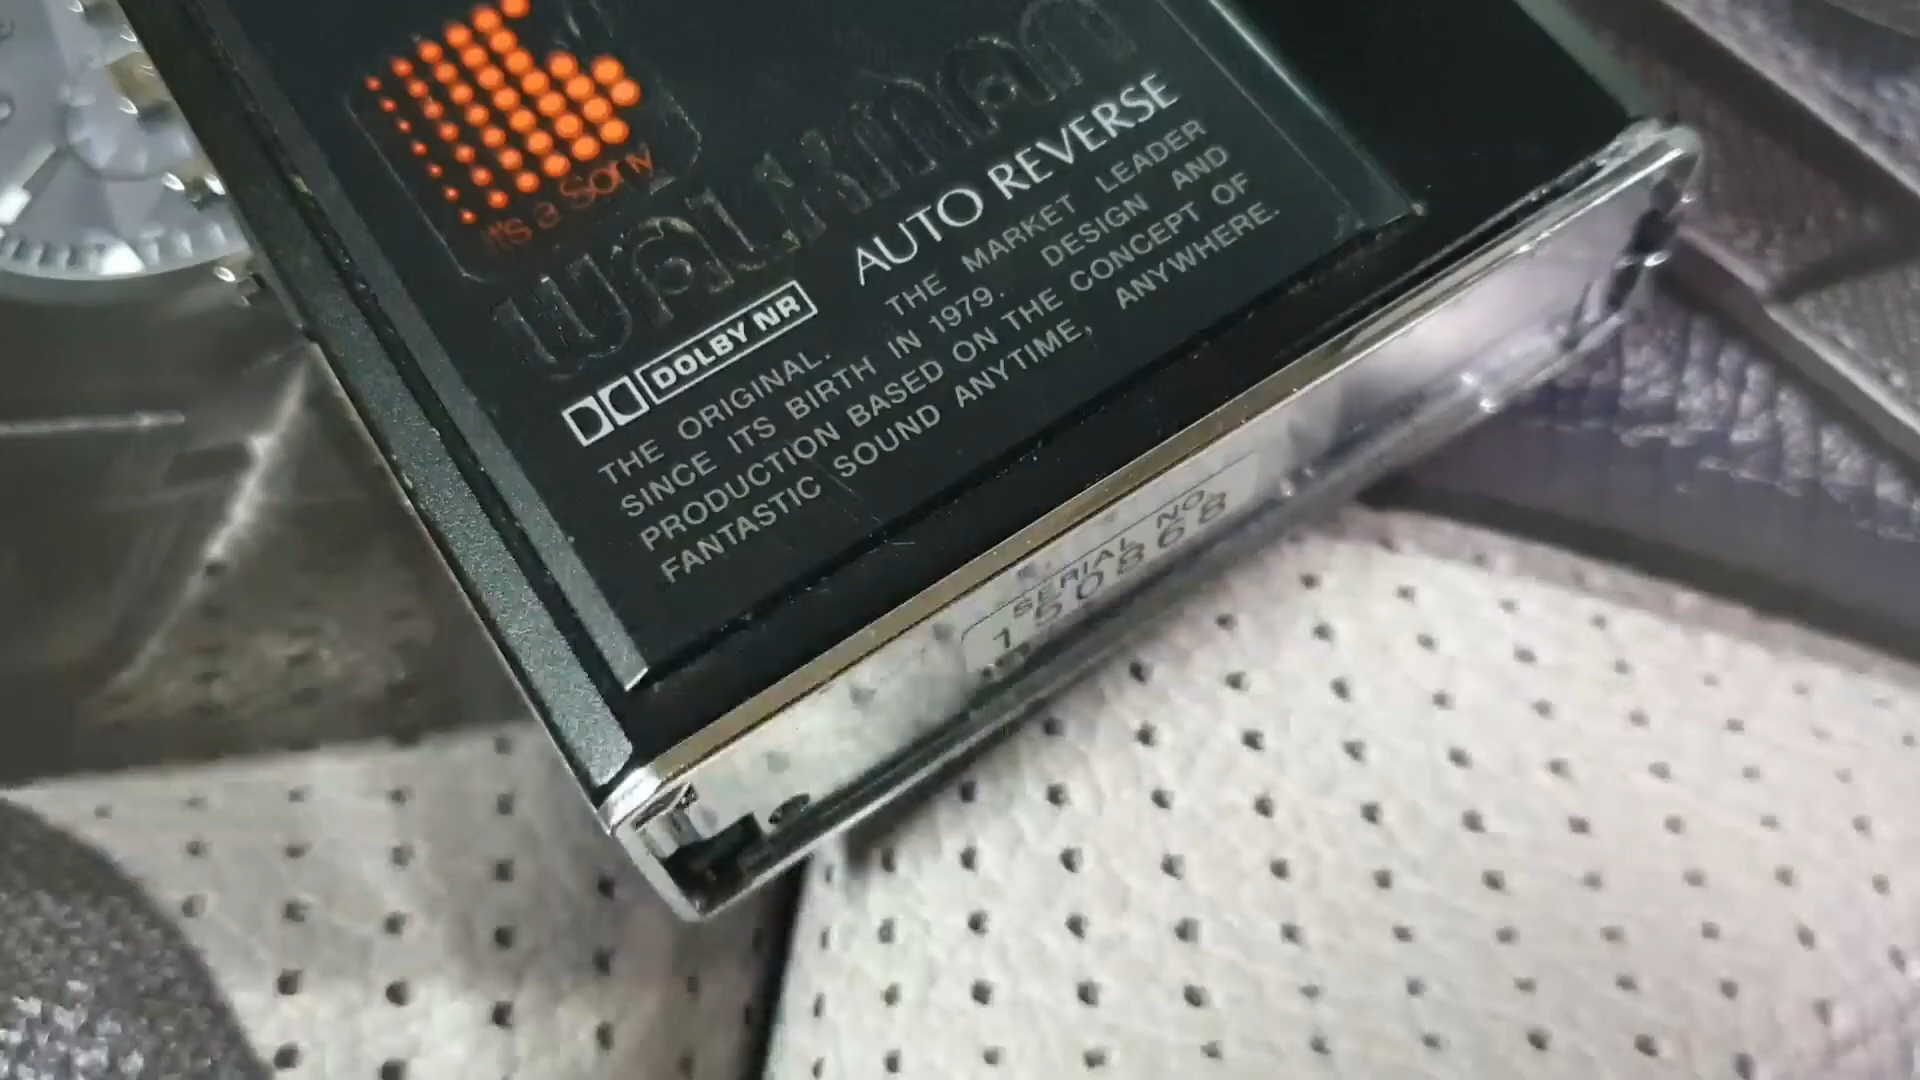 it's a Sony
WALKMAN
DOLBY NR
AUTO REVERSE
THE ORIGINAL. THE MARKET LEADER
SINCE ITS BIRTH IN 1979. DESIGN AND
PRODUCTION BASED ON THE CONCEPT OF
FANTASTIC SOUND ANYTIME, ANYWHERE.
SERIAL NO